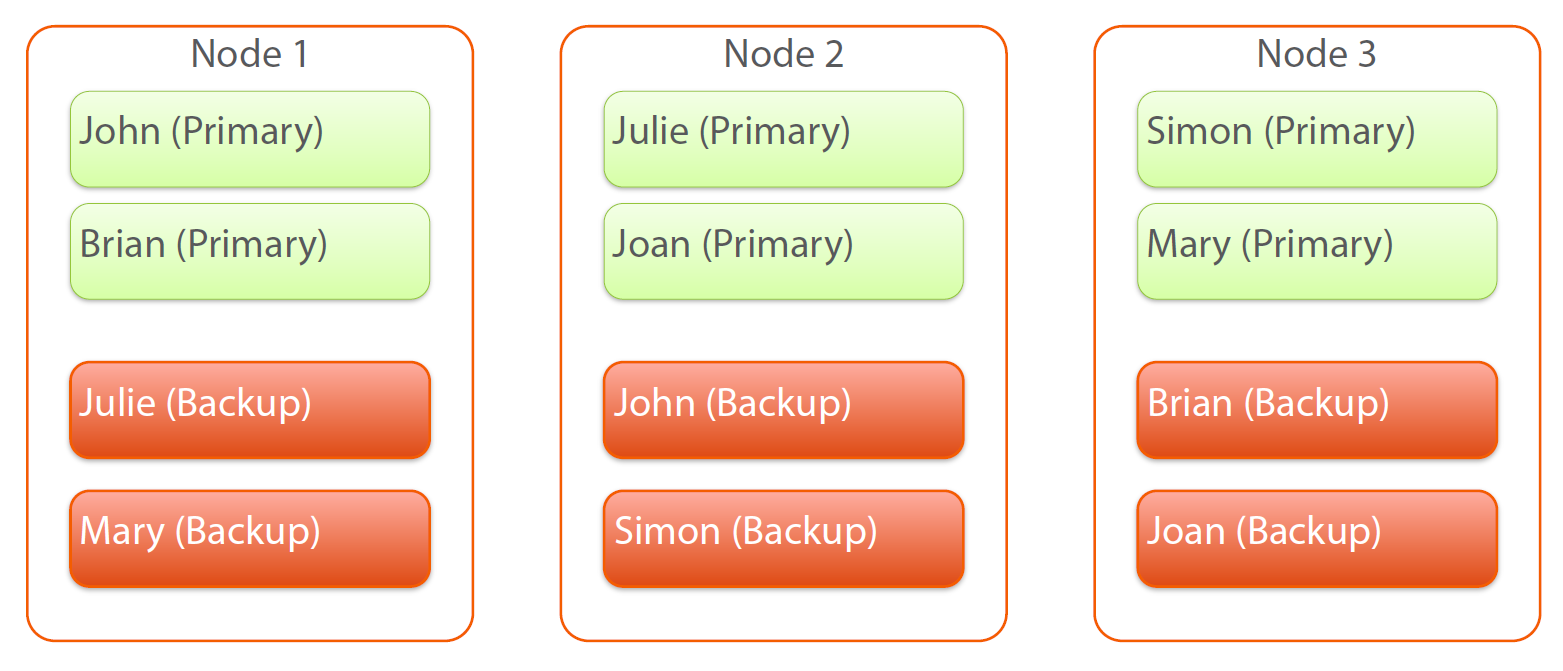 Node 1
John (Primary)
Brian (Primary)
Julie (Backup)
Mary (Backup)
Node 2
Julie (Primary)
Joan (Primary)
John (Backup)
Simon (Backup)
Node 3
Simon (Primary)
Mary (Primary)
Brian (Backup)
Joan (Backup)